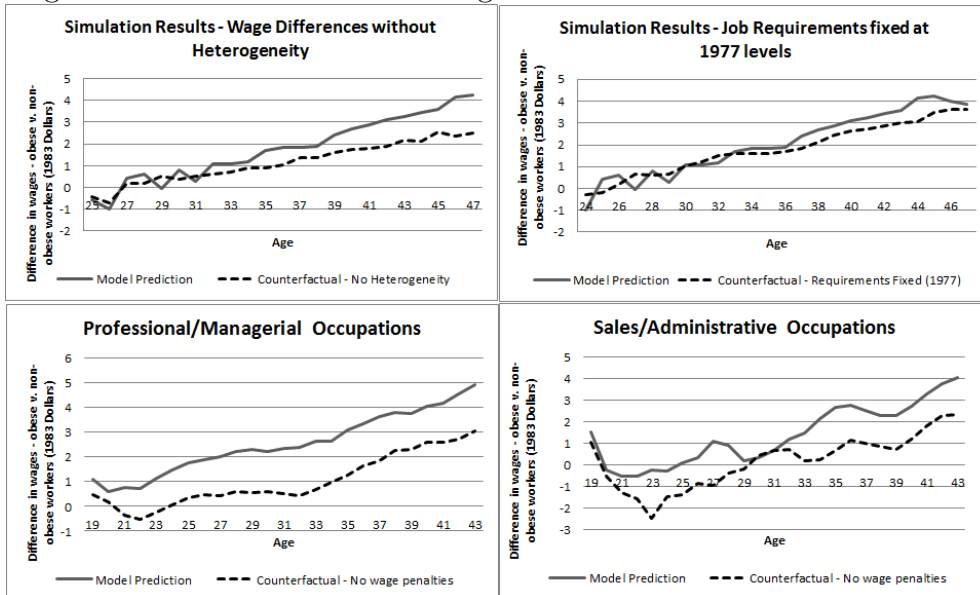 Simulation Results - Wage Differences without
Heterogeneity
Difference in wages - obese v. non-
obese workers (1983 Dollars)
5
4
3
2
1
0
-1
-2
25 27 29 31 33 35 37 39 41 43 45 47
Age
Model Prediction Counterfactual - No Heterogeneity
Simulation Results - Job Requirements fixed at
1977 levels
Difference in wages - obese v. non-
obese workers (1983 Dollars)
5
4
3
2
1
0
-1
-2
24 26 28 30 32 34 36 38 40 42 44 46
Age
Model Prediction Counterfactual - Requirements Fixed (1977)
Professional/Managerial Occupations
Difference in wages - obese v. non-
obese workers (1983 Dollars)
6
5
4
3
2
1
0
-1
19 21 23 25 27 29 31 33 35 37 39 41 43
Age
Model Prediction Counterfactual - No wage penalties
Sales/Administrative Occupations
Difference in wages - obese v. non-
obese workers (1983 Dollars)
5
4
3
2
1
0
-1
-2
-3
19 21 23 25 27 29 31 33 35 37 39 41 43
Age
Model Prediction Counterfactual - No wage penalties